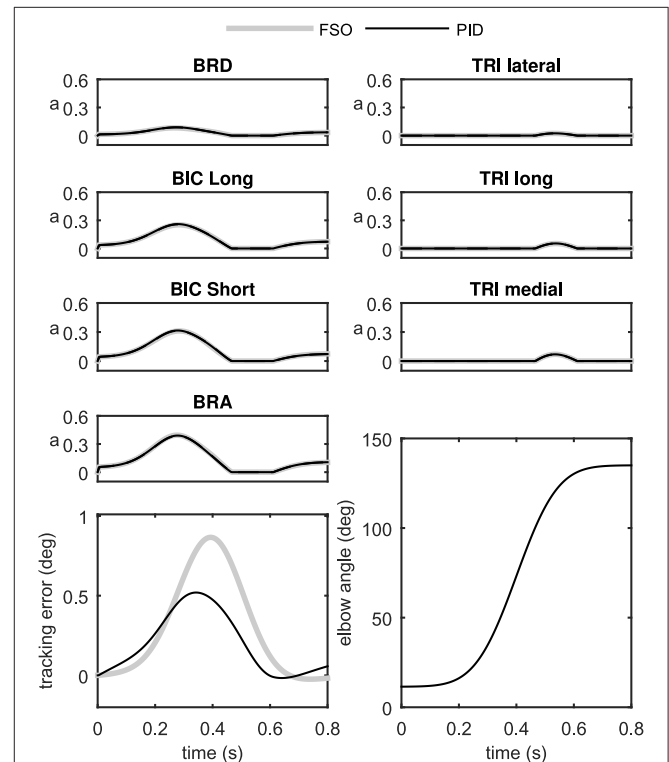 FSO PID
BRD
0.6
a 0.3
0
TRI lateral
0.6
a 0.3
0
BIC Long
0.6
a 0.3
0
TRI long
0.6
a 0.3
0
BIC Short
0.6
a 0.3
0
TRI medial
0.6
a 0.3
0
BRA
0.6
a 0.3
0
1
0.5
0
tracking error (deg)
0 0.2 0.4 0.6 0.8
time (s)
150
100
50
0
elbow angle (deg)
0 0.2 0.4 0.6 0.8
time (s)